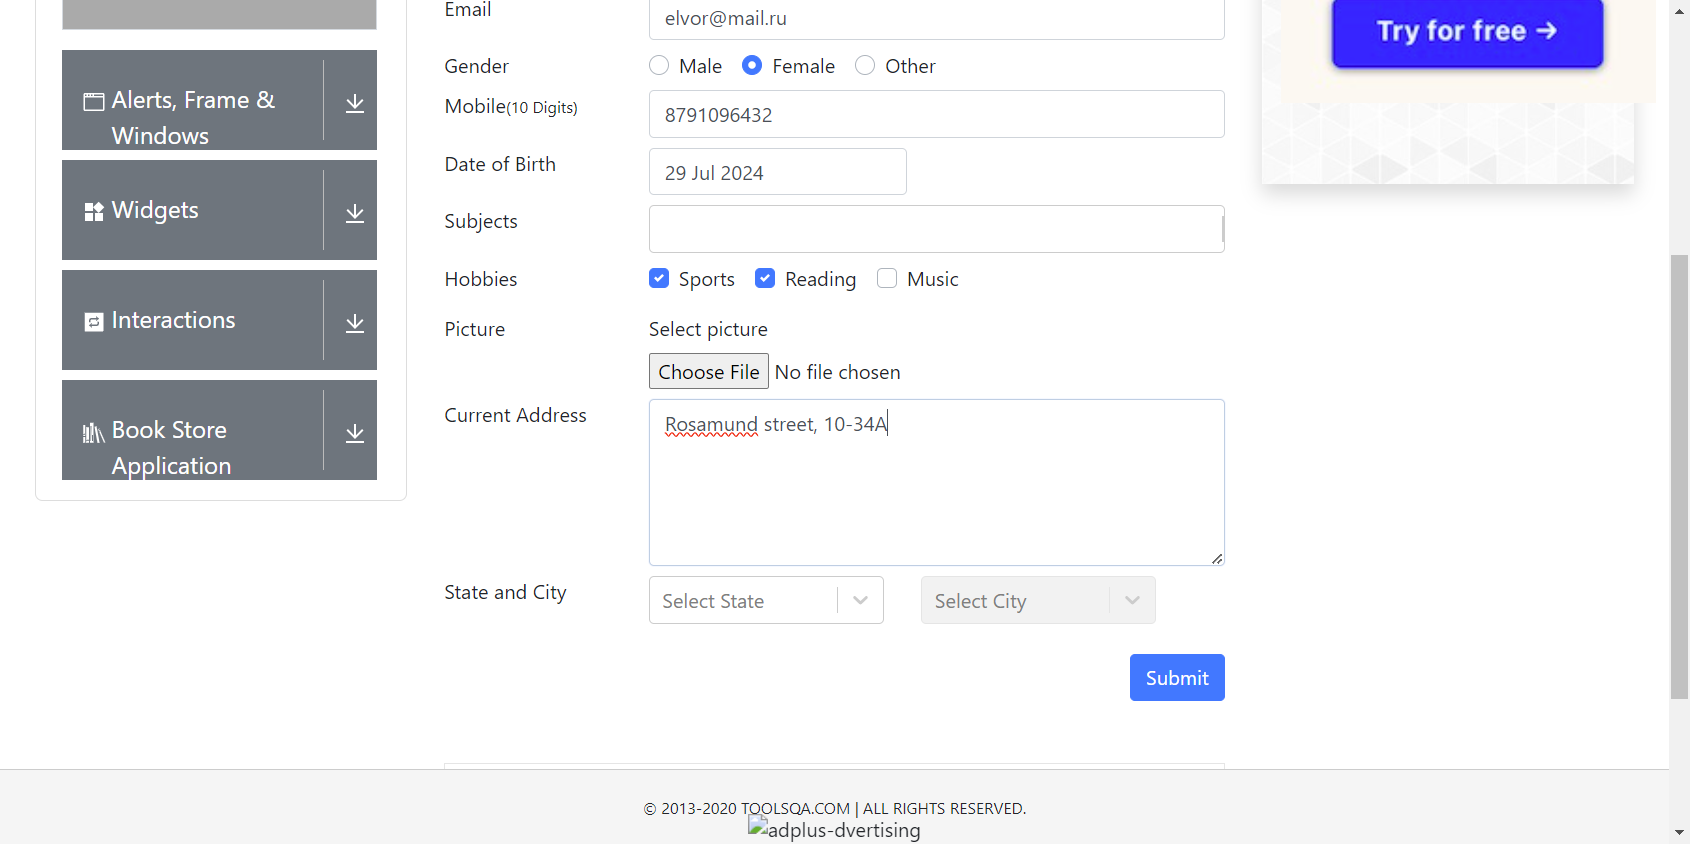 Alerts, Frame &
Windows
Widgets
Interactions
Book Store
Application
Email
elvor@mail.ru
Gender
Male Female Other
Mobile(10 Digits)
8791096432
Date of Birth
29 Jul 2024
Subjects
Hobbies
Sports Reading Music
Picture
Select picture
Choose File No file chosen
Current Address
Rosamund street, 10-34A
State and City
Select State Select City
Submit
Try for free →
© 2013-2020 TOOLSQA.COM | ALL RIGHTS RESERVED.
adplus-dvertising